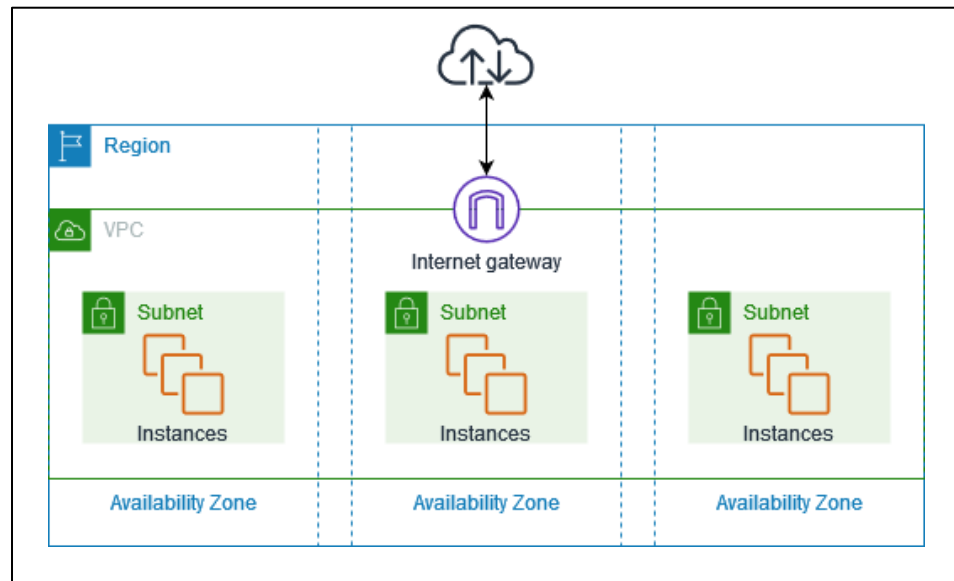 Region
VPC
Internet gateway
Subnet
Subnet
Subnet
Instances
Instances
Instances
Availability Zone
Availability Zone
Availability Zone